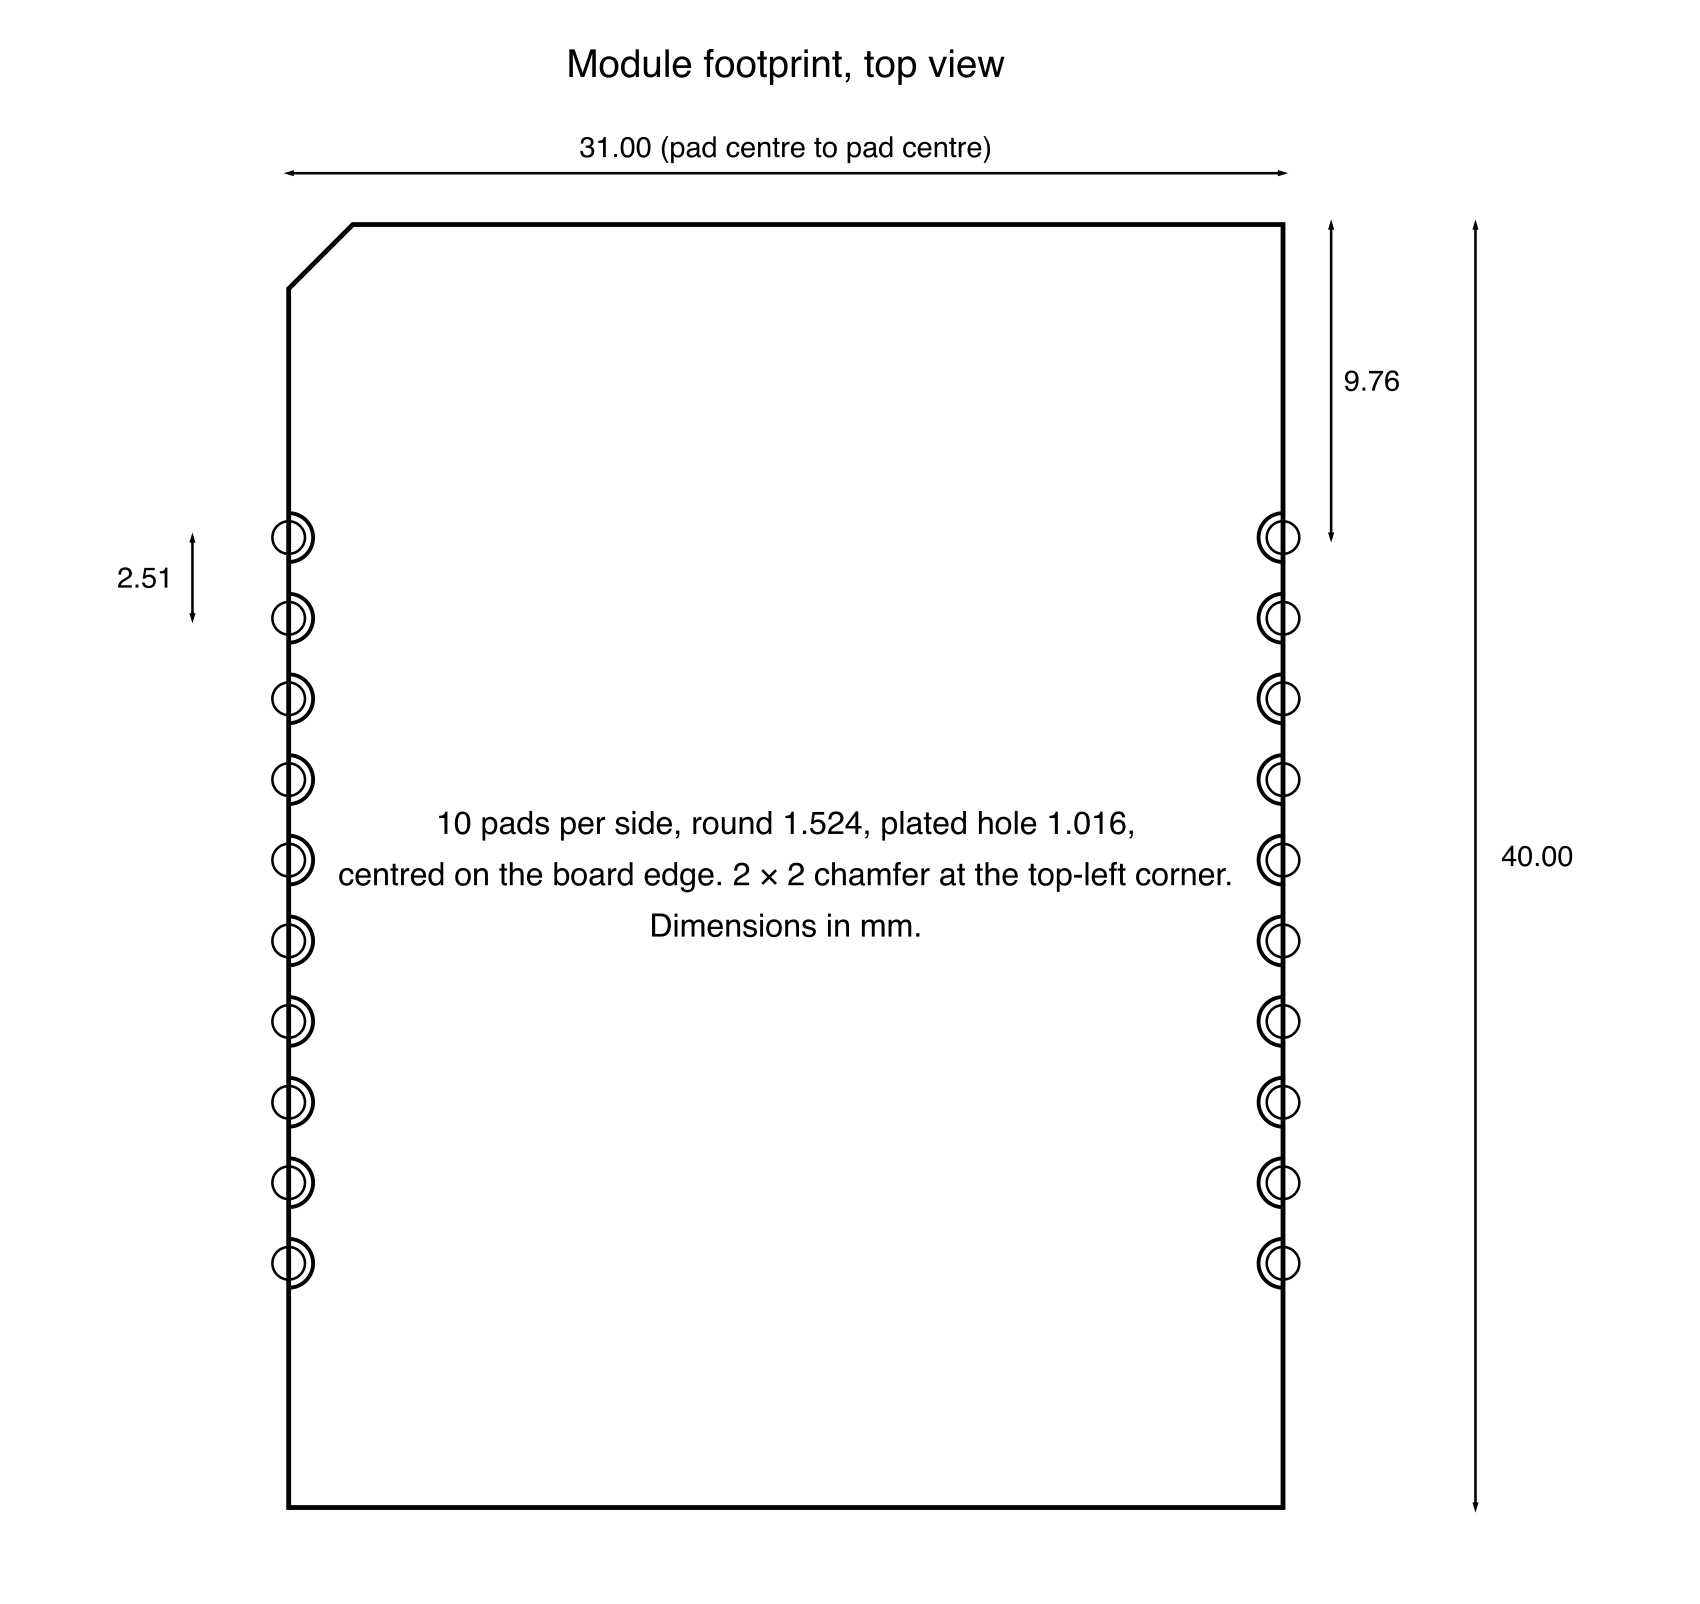 Module footprint, top view
31.00 (pad centre to pad centre)
9.76
2.51
10 pads per side, round 1.524, plated hole 1.016,
centred on the board edge. 2 × 2 chamfer at the top-left corner.
Dimensions in mm.
40.00